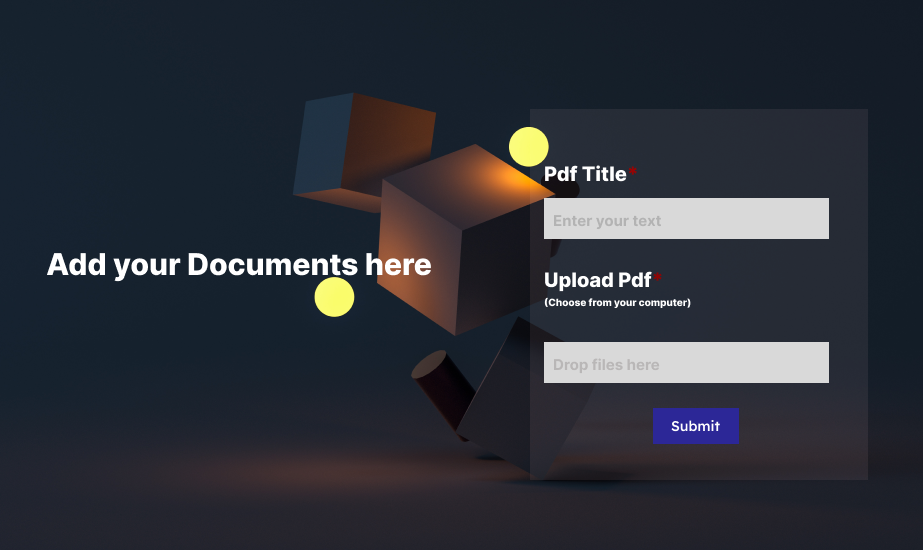 Add your Documents here
Pdf Title*
Enter your text
Upload Pdf*
(Choose from your computer)
Drop files here
Submit